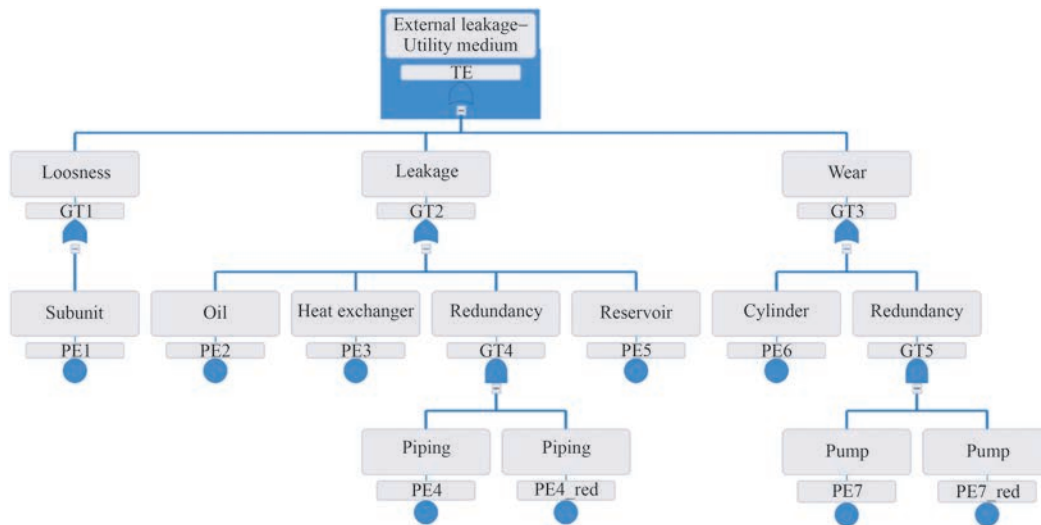 External leakage–
Utility medium
TE
Loosness
Leakage
Wear
GT1
GT2
GT3
Subunit
Oil
Heat exchanger
Redundancy
Reservoir
Cylinder
Redundancy
PE1
PE2
PE3
GT4
PE5
PE6
GT5
Piping
Piping
Pump
Pump
PE4
PE4_red
PE7
PE7_red